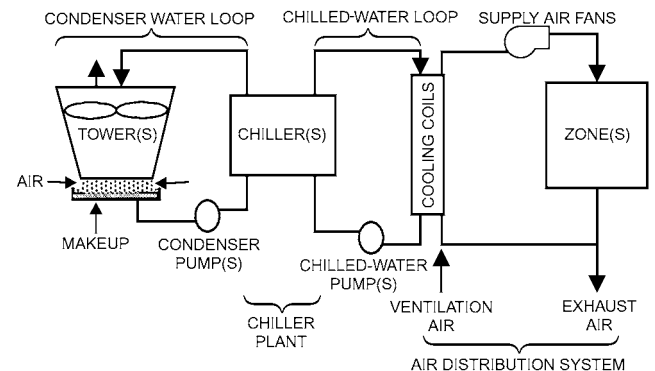 CONDENSER WATER LOOP
CHILLED-WATER LOOP
SUPPLY AIR FANS
TOWER(S)
CHILLER(S)
COOLING COILS
ZONE(S)
AIR
MAKEUP
CONDENSER
PUMP(S)
CHILLED-WATER
PUMP(S)
VENTILATION
AIR
EXHAUST
AIR
CHILLER
PLANT
AIR DISTRIBUTION SYSTEM